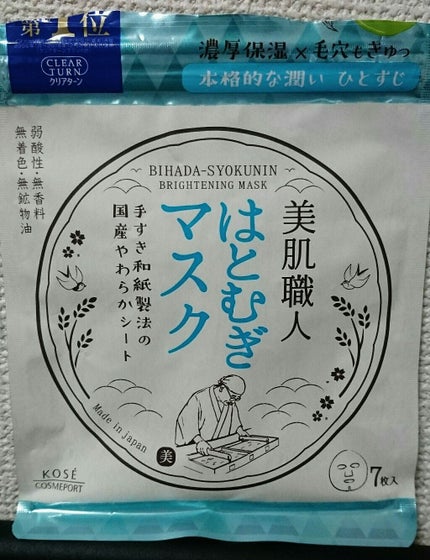 第1位
CLEAR
TURN
クリアターン
濃厚保湿×毛穴もきゅっ
本格的な潤い ひとすじ
弱酸性・無香料
無着色・無鉱物油
BIHADA-SYOKUNIN
BRIGHTENING MASK
美肌職人
はとむぎ
マスク
手すき和紙製法の
国産やわらかシート
Made in Japan
美
KOSÉ
COSMEPORT
7枚入